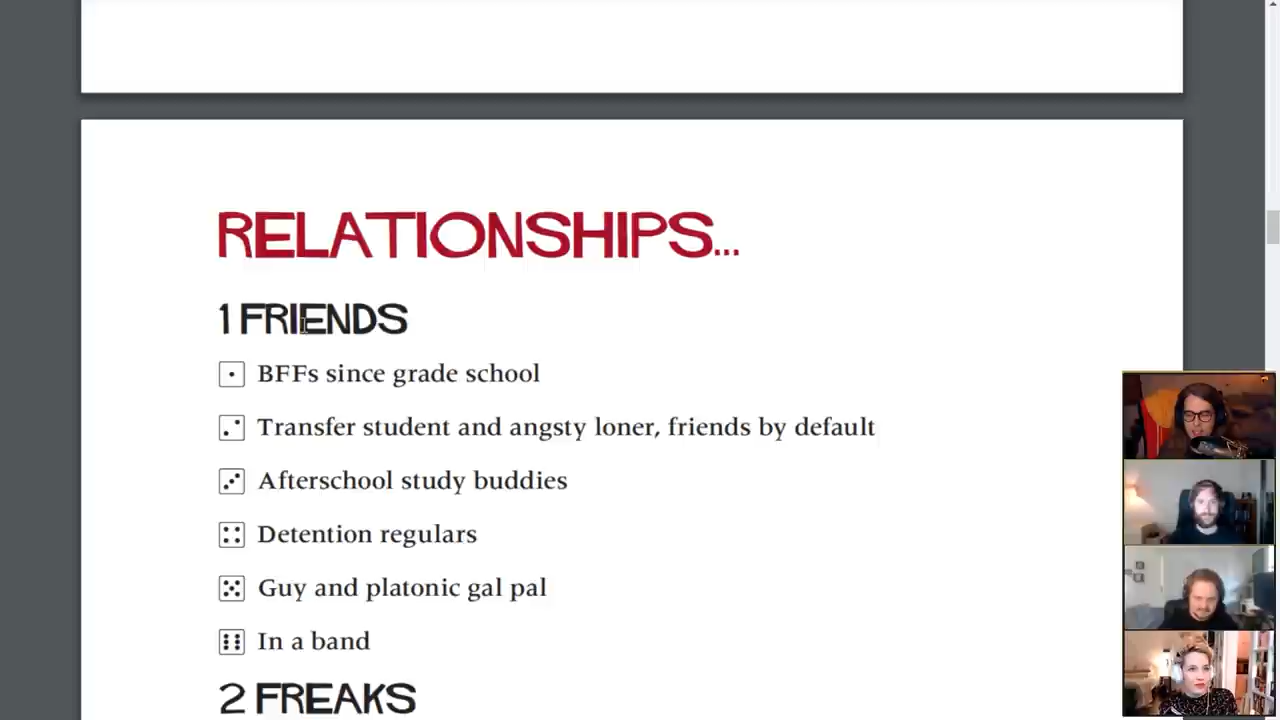 RELATIONSHIPS...
1 FRIENDS
BFFs since grade school
Transfer student and angsty loner, friends by default
Afterschool study buddies
Detention regulars
Guy and platonic gal pal
In a band
2 FREAKS